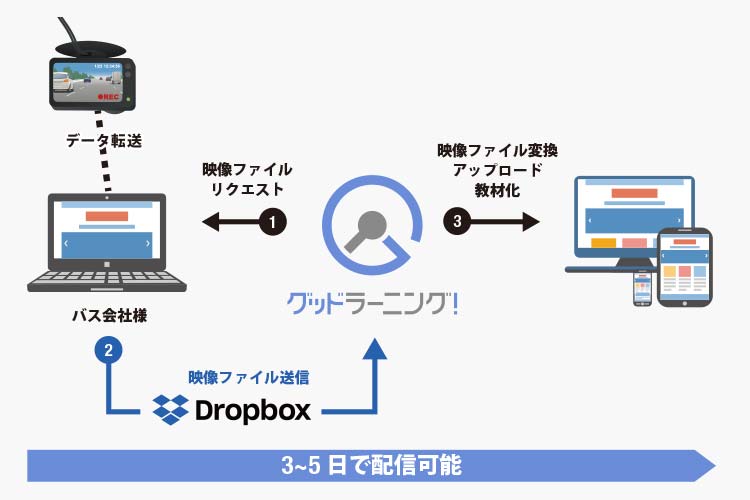 REC
データ転送
映像ファイル
リクエスト
1
映像ファイル変換
アップロード
教材化
3
グッドラーニング!
バス会社様
2
映像ファイル送信
Dropbox
3~5日で配信可能